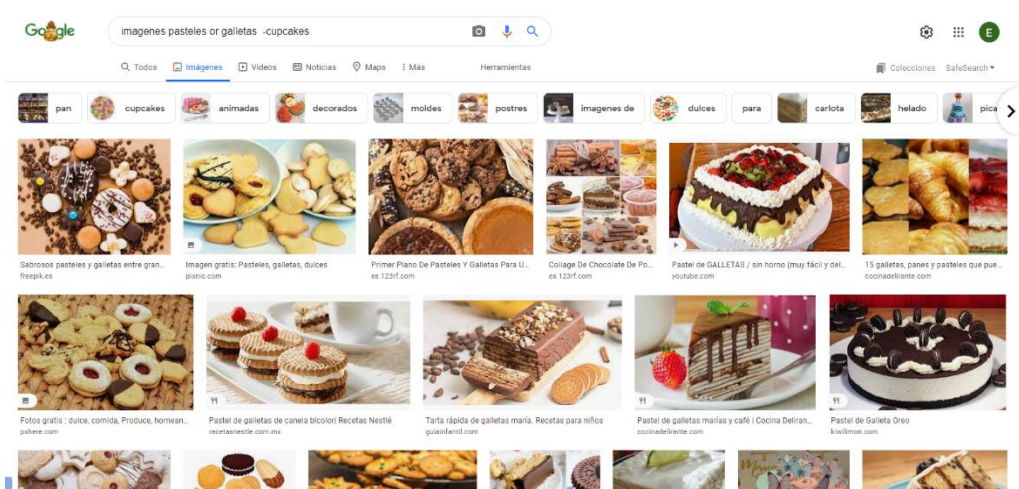 Google
imagenes pasteles or galletas -cupcakes
E
Todos Imágenes Videos Noticias Maps Más Herramientas
Colecciones SafeSearch
pan cupcakes animadas decorados moldes postres imagenes de dulces para carlota helado pica
Sabrosos pasteles y galletas entre gran...
freepik.es
Imagen gratis: Pasteles, galletas, dulces
pixnio.com
Primer Plano De Pasteles Y Galletas Para U...
es.123rf.com
Collage De Chocolate De Po...
es.123rf.com
Pastel de GALLETAS / sin horno (muy fácil y del...
youtube.com
15 galletas, panes y pasteles que pue...
cocinadelirante.com
Fotos gratis : dulce, comida, Produce, hornean...
pxhere.com
Pastel de galletas de canela bicolor| Recetas Nestlé
recetasnestle.com.mx
Tarta rápida de galletas maría. Recetas para niños
guiainfantil.com
Pastel de galletas marías y café | Cocina Deliran...
cocinadelirante.com
Pastel de Galleta Oreo
kiwilimon.com